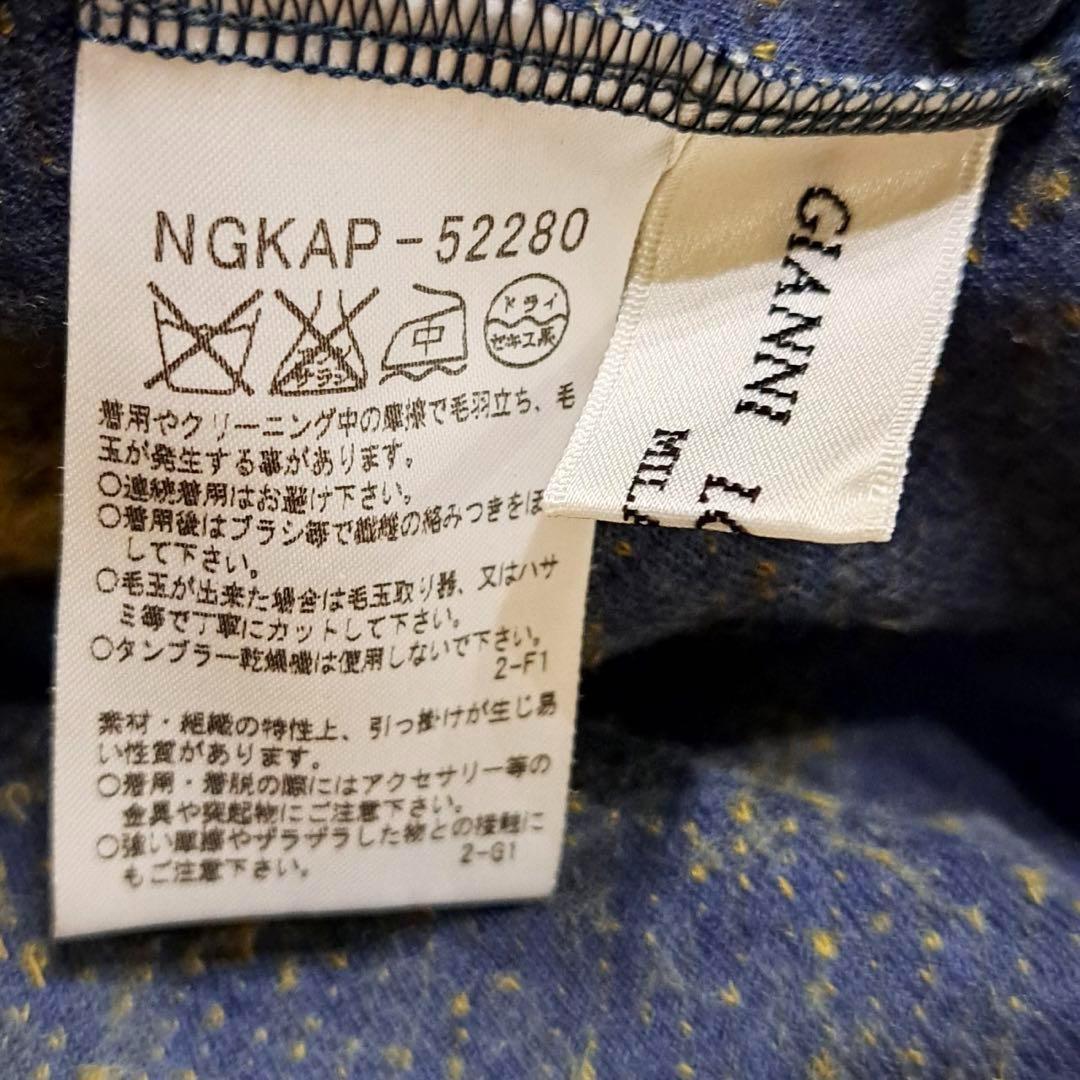 NGKAP-52280
エンソ
サラシ
中
ドライ
セキユ系
着用やクリーニング中の摩擦で毛羽立ち、毛
玉が発生する事があります。
○連続着用はお避け下さい。
○着用後はブラシ等で繊維の絡みつきをほ
して下さい。
○毛玉が出来た場合は毛玉取り器、又はハサ
ミ等で丁寧にカットして下さい。
○タンブラー乾燥機は使用しないで下さい。
2-F1
素材・組織の特性上、引っ掛けが生じ易
い性質があります。
○着用・着脱の際にはアクセサリー等の
金具や突起物にご注意下さい。
○強い摩擦やザラザラした物との接触に
もご注意下さい。
2-G1
GIANNI